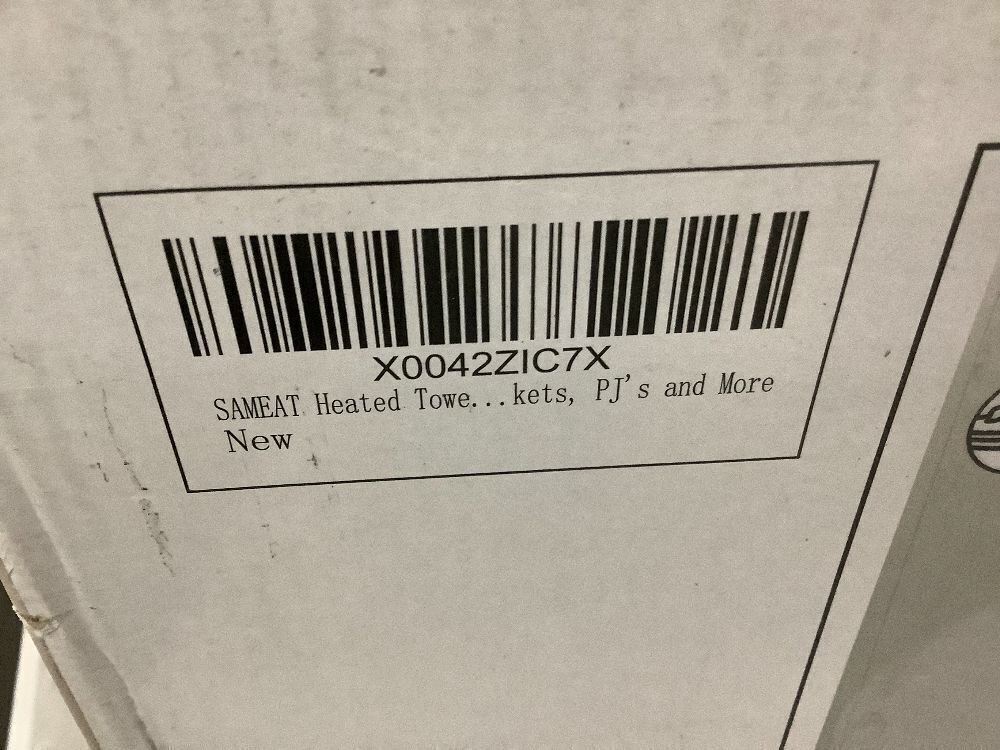 X0042ZIC7X
SAMEAT Heated Towe...kets, PJ's and More
New